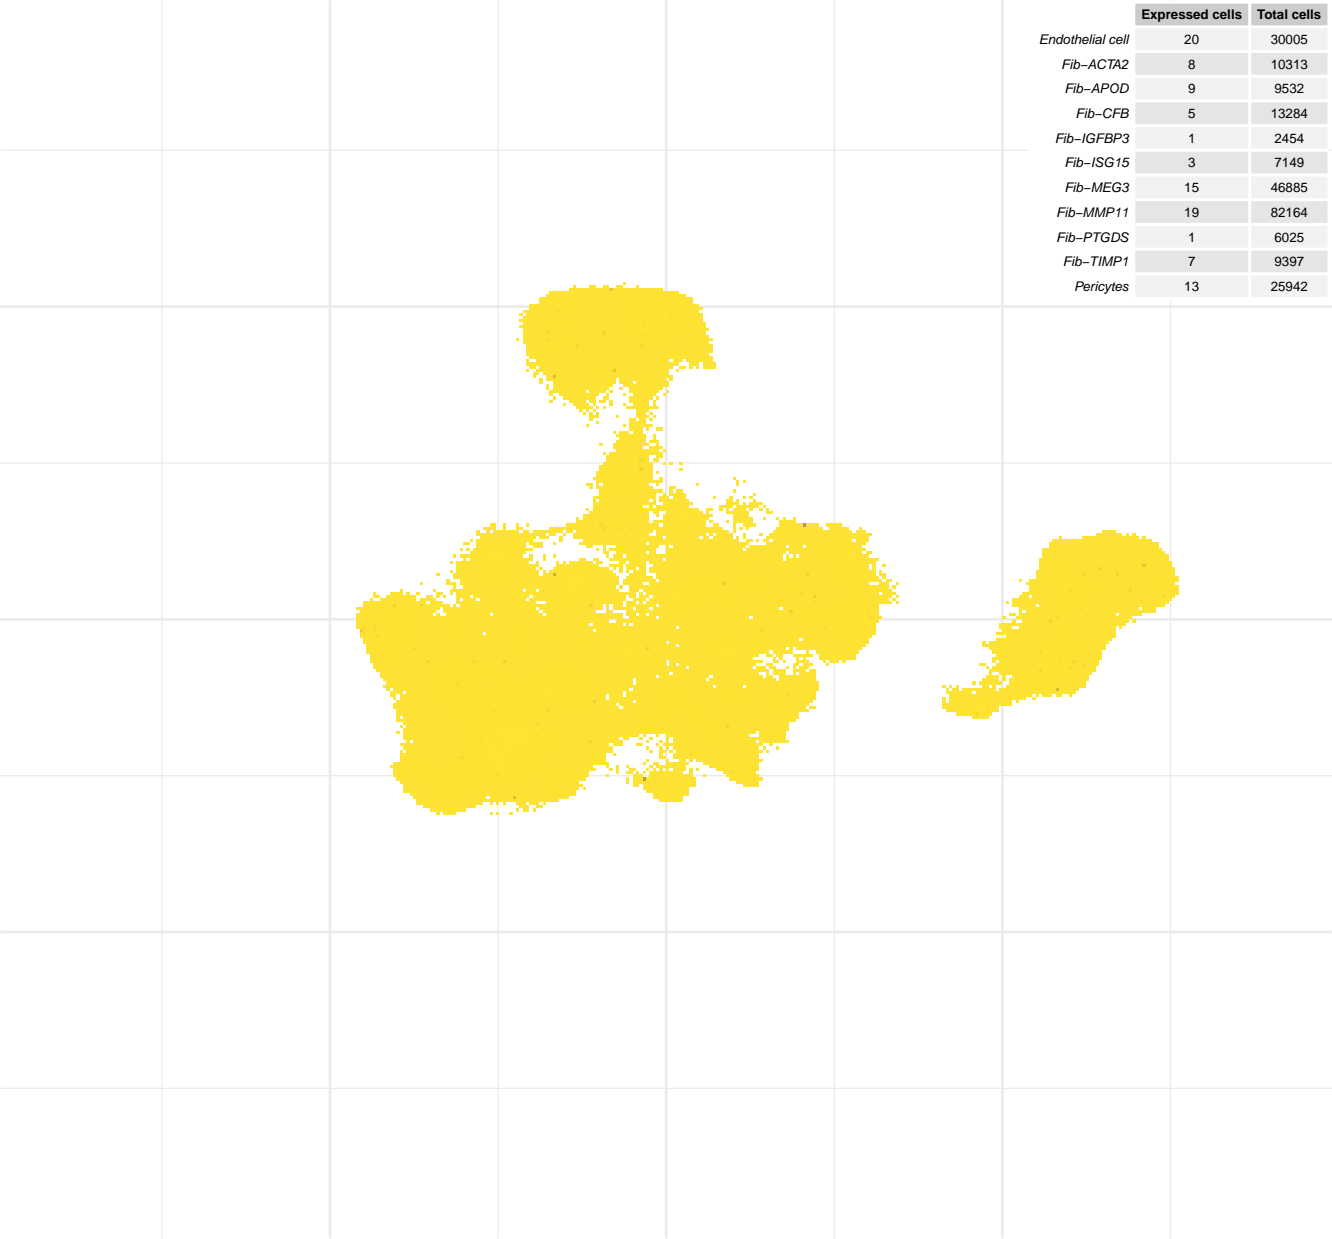 Expressed cells Total cells
Endothelial cell 20 30005
Fib−ACTA2 8 10313
Fib−APOD 9 9532
Fib−CFB 5 13284
Fib−IGFBP3 1 2454
Fib−ISG15 3 7149
Fib−MEG3 15 46885
Fib−MMP11 19 82164
Fib−PTGDS 1 6025
Fib−TIMP1 7 9397
Pericytes 13 25942